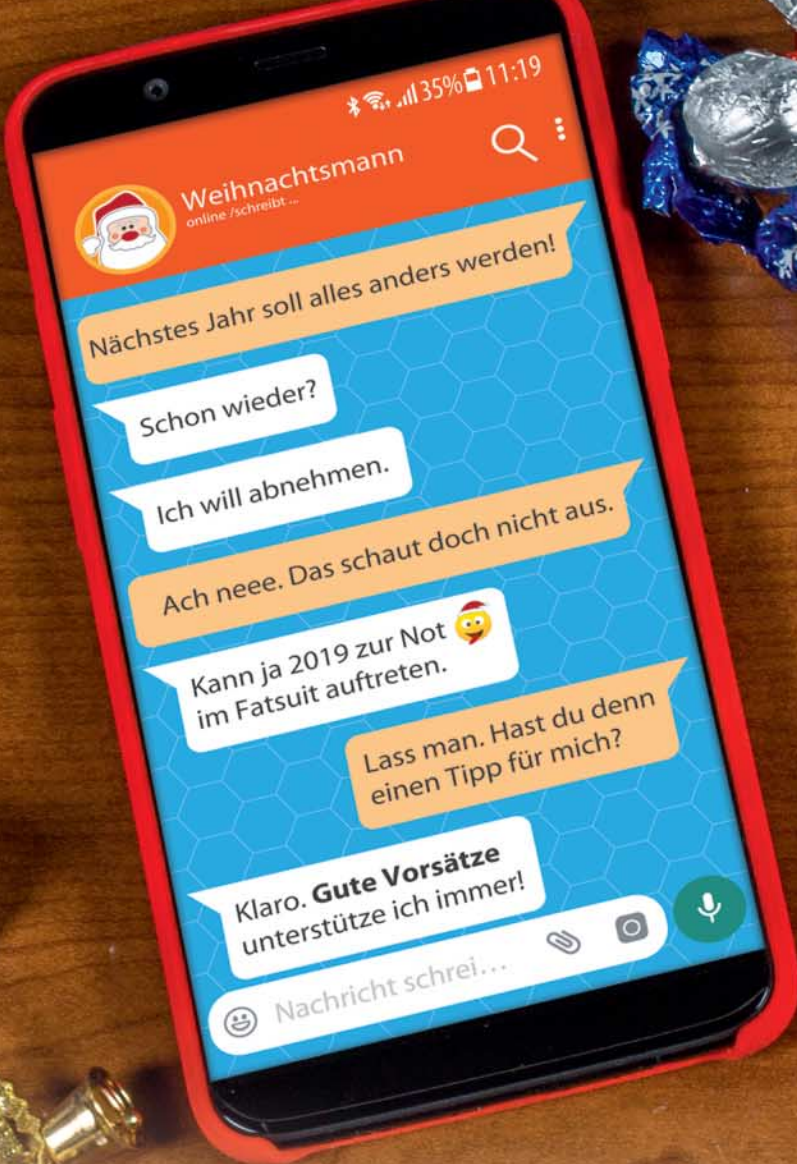 35% 11:19
Weihnachtsmann
online /schreibt ...
Nächstes Jahr soll alles anders werden!
Schon wieder?
Ich will abnehmen.
Ach neee. Das schaut doch nicht aus.
Kann ja 2019 zur Not
im Fatsuit auftreten.
Lass man. Hast du denn
einen Tipp für mich?
Klaro. Gute Vorsätze
unterstütze ich immer!
Nachricht schrei...